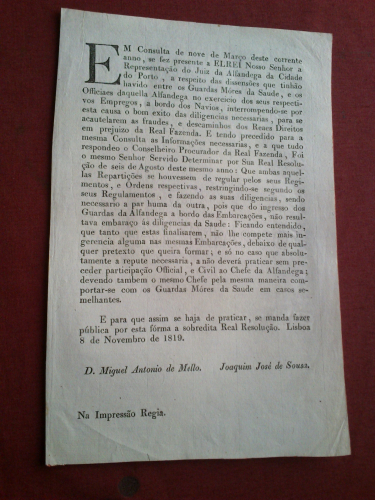 EM Consulta de nove de Março deste corrente
anno, se fez presente a ELREI Nosso Senhor a
Representação do Juiz da Alfandega da Cidade
do Porto, a respeito das dissensões que tinhão
havido entre os Guardas Móres da Saude, e os
Officiaes daquella Alfandega no exercicio dos seus respecti-
vos Empregos, a bordo dos Navios, interrompendo-se por
esta causa o bom exito das diligencias necessarias, para se
acautelarem as fraudes, e descaminhos dos Reaes Direitos
em prejuizo da Real Fazenda. E tendo precedido para a
mesma Consulta as Informações necessarias, e a que tudo
respondeo o Conselheiro Procurador da Real Fazenda, Foi
o mesmo Senhor Servido Determinar por Sua Real Resolu-
ção de seis de Agosto deste mesmo anno: Que ambas aquel-
las Repartições se houvessem de regular pelos seus Regi-
mentos, e Ordens respectivas, restringindo-se segundo os
seus Regulamentos, e fazendo as suas diligencias, sendo
necessario a par huma da outra, pois que do ingresso dos
Guardas da Alfandega a bordo das Embarcações, não resul-
tava embaraço ás diligencias da Saude: Ficando entendido,
que tanto que estas finalisarem, não lhe compete mais in-
gerencia alguma nas mesmas Embarcações, debaixo de qual-
quer pretexto que queira formar, e só no caso que absolu-
tamente a repute necessaria, a não deverá praticar sem pre-
ceder participação Official, e Civil ao Chefe da Alfandega;
devendo tambem o mesmo Chefe pela mesma maneira compor-
tar-se com os Guardas Móres da Saude em casos se-
melhantes.
E para que assim se haja de praticar, se manda fazer
pública por esta fórma a sobredita Real Resolução. Lisboa
8 de Novembro de 1819.
D. Miguel Antonio de Mello. Joaquim José de Souza.
Na Impressão Regia.